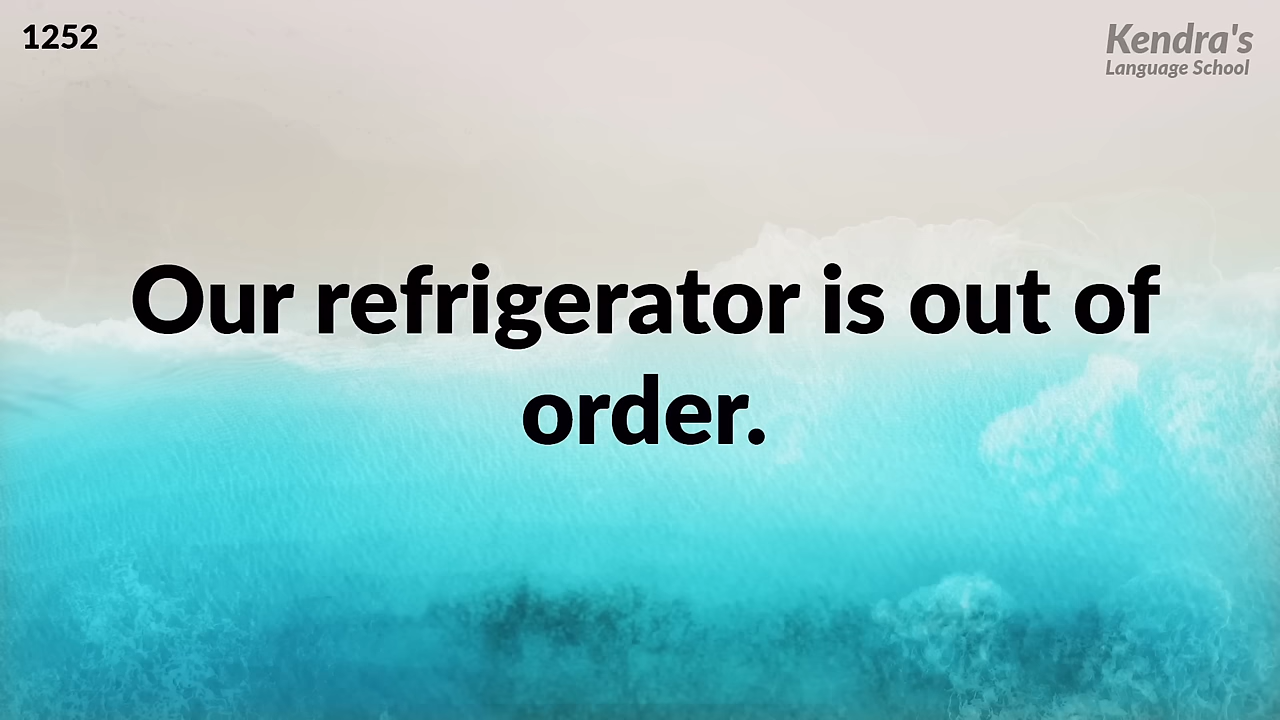 1252
Kendra's
Language School
Our refrigerator is out of
order.